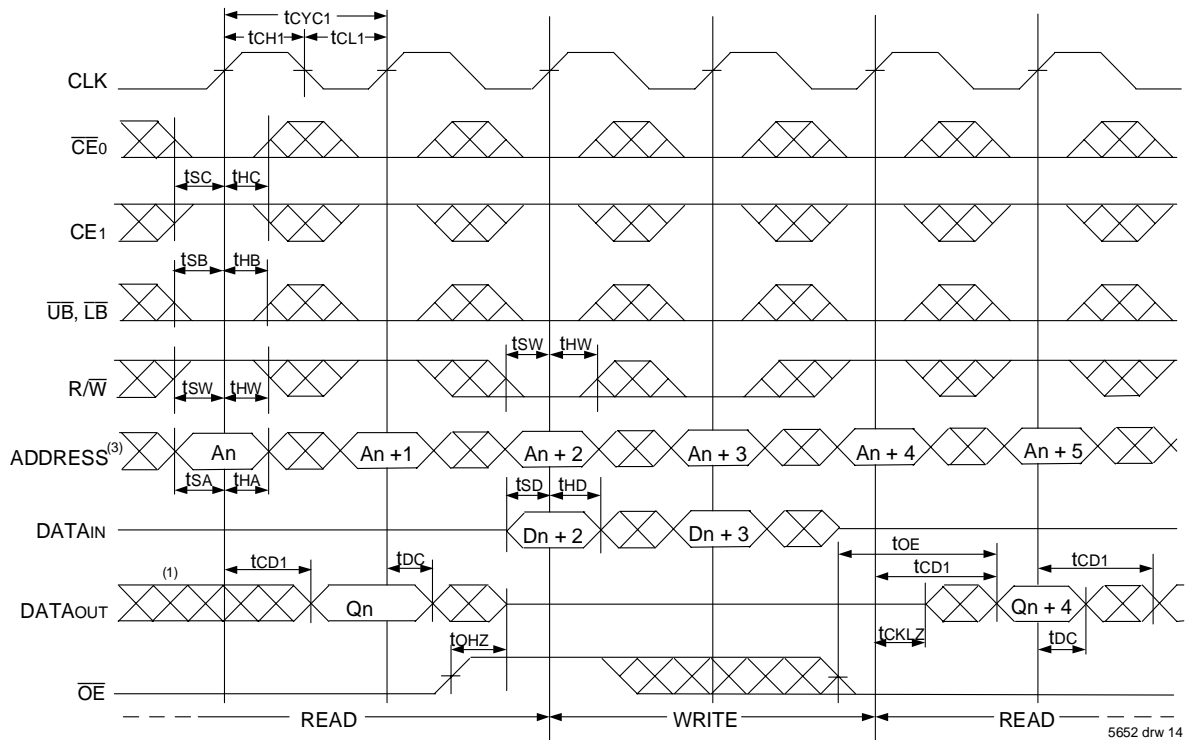 tCYC1
tCH1 tCL1
CLK
CE0
tSC tHC
CE1
tSB tHB
UB, LB
tSW tHW
R/W
tSW tHW
ADDRESS(3) An An +1 An + 2 An + 3 An + 4 An + 5
tSA tHA tSD tHD
DATAIN Dn + 2 Dn + 3
tOE
(1) tCD1 tDC tCD1 tCD1
DATAOUT Qn Qn + 4
tOHZ tCKLZ tDC
OE
READ WRITE READ
5652 drw 14